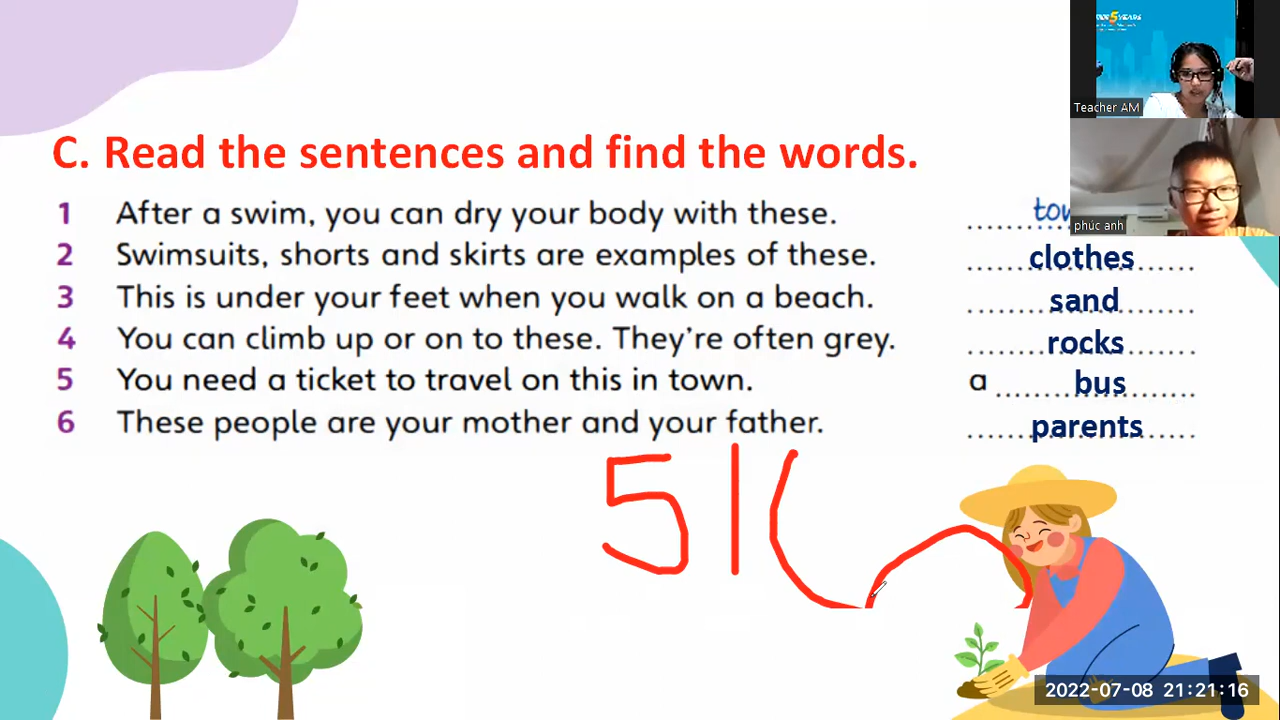 C. Read the sentences and find the words.
1 After a swim, you can dry your body with these.
2 Swimsuits, shorts and skirts are examples of these. clothes
3 This is under your feet when you walk on a beach. sand
4 You can climb up or on to these. They're often grey. rocks
5 You need a ticket to travel on this in town. a bus
6 These people are your mother and your father. parents
51
Teacher AM
phúc anh
2022-07-08 21:21:16